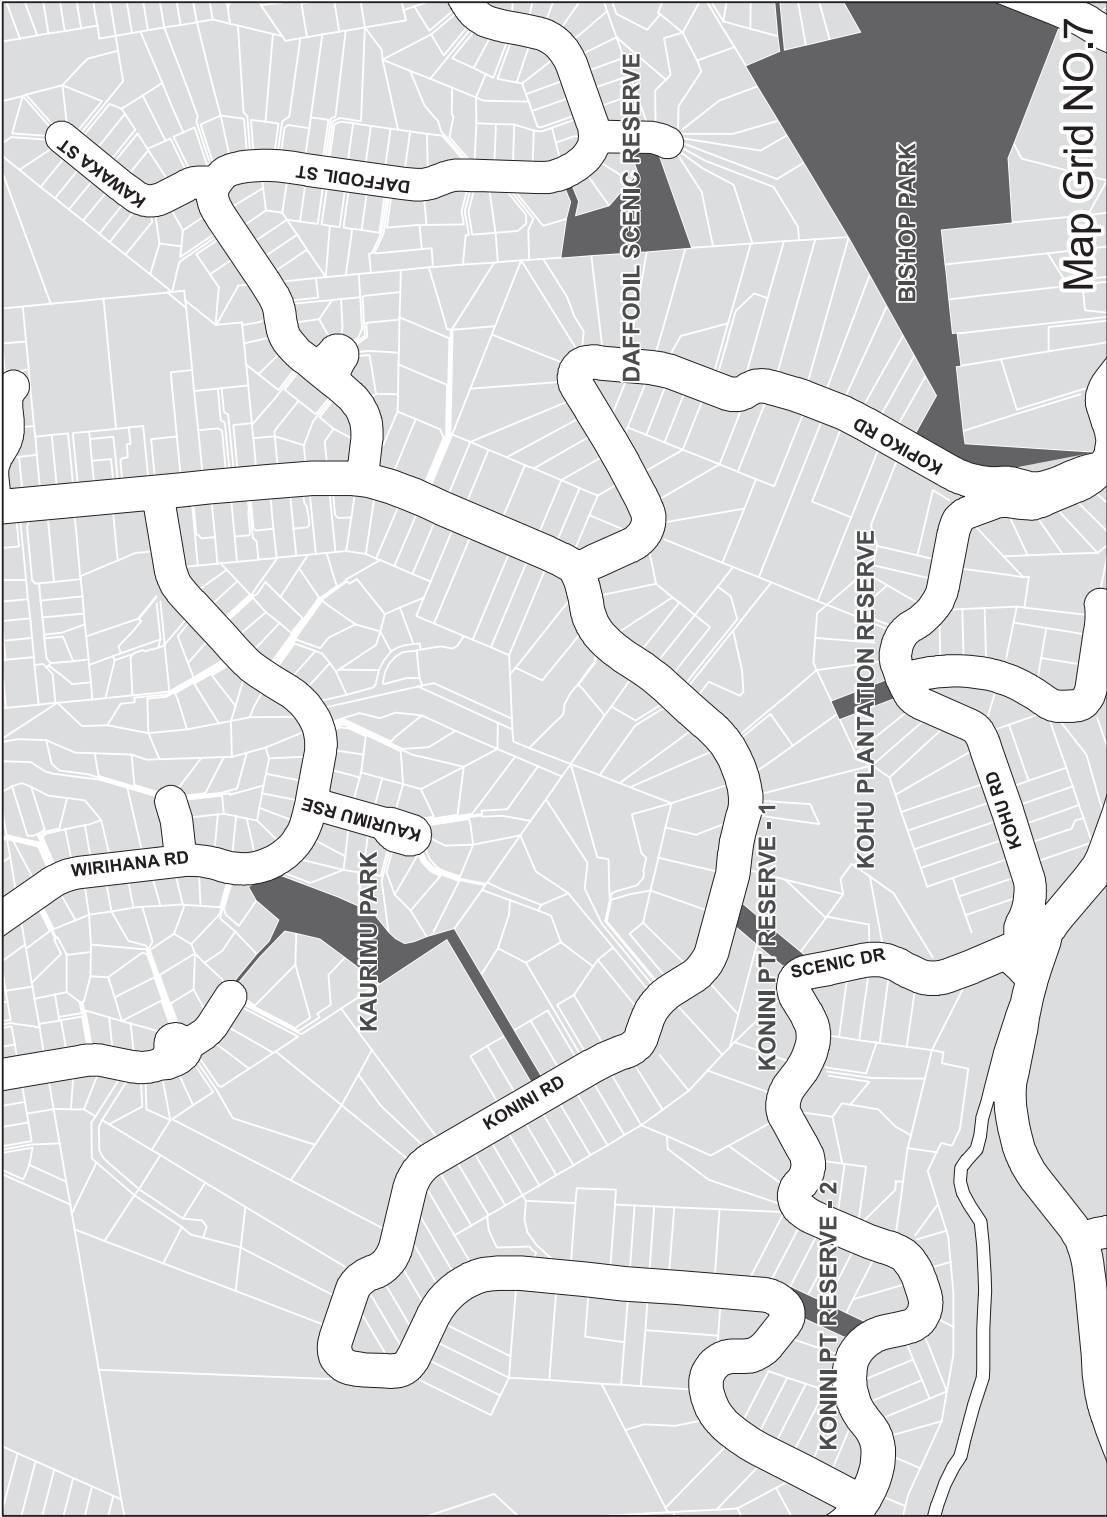 KAWAKA ST
DAFFODIL ST
DAFFODIL SCENIC RESERVE
BISHOP PARK
Map Grid NO.7
KOPIKO RD
KOHU PLANTATION RESERVE
WIRIHANA RD
KAURIMU RSE
KAURIMU PARK
KONINI PT RESERVE - 1
KOHU RD
SCENIC DR
KONINI RD
KONINI PT RESERVE - 2